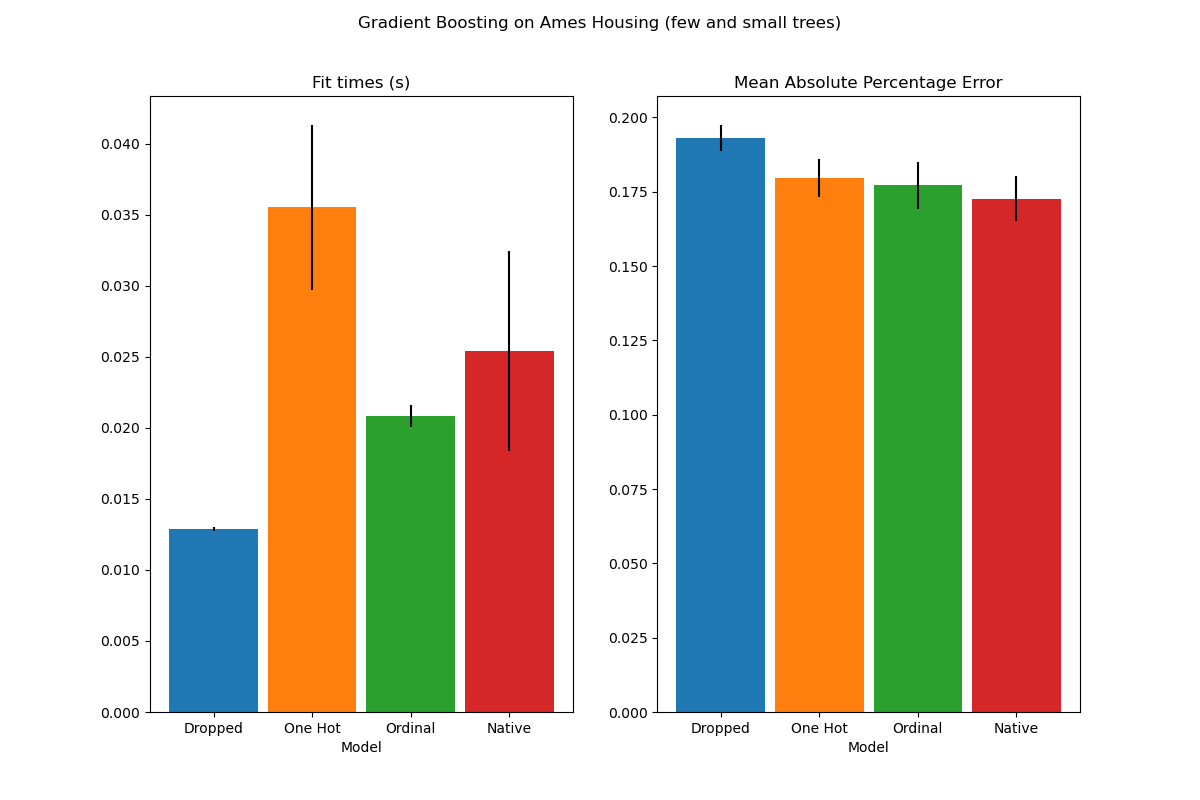 Gradient Boosting on Ames Housing (few and small trees)
Fit times (s)
0.040
0.035
0.030
0.025
0.020
0.015
0.010
0.005
0.000
Dropped One Hot Ordinal Native
Model
Mean Absolute Percentage Error
0.200
0.175
0.150
0.125
0.100
0.075
0.050
0.025
0.000
Dropped One Hot Ordinal Native
Model